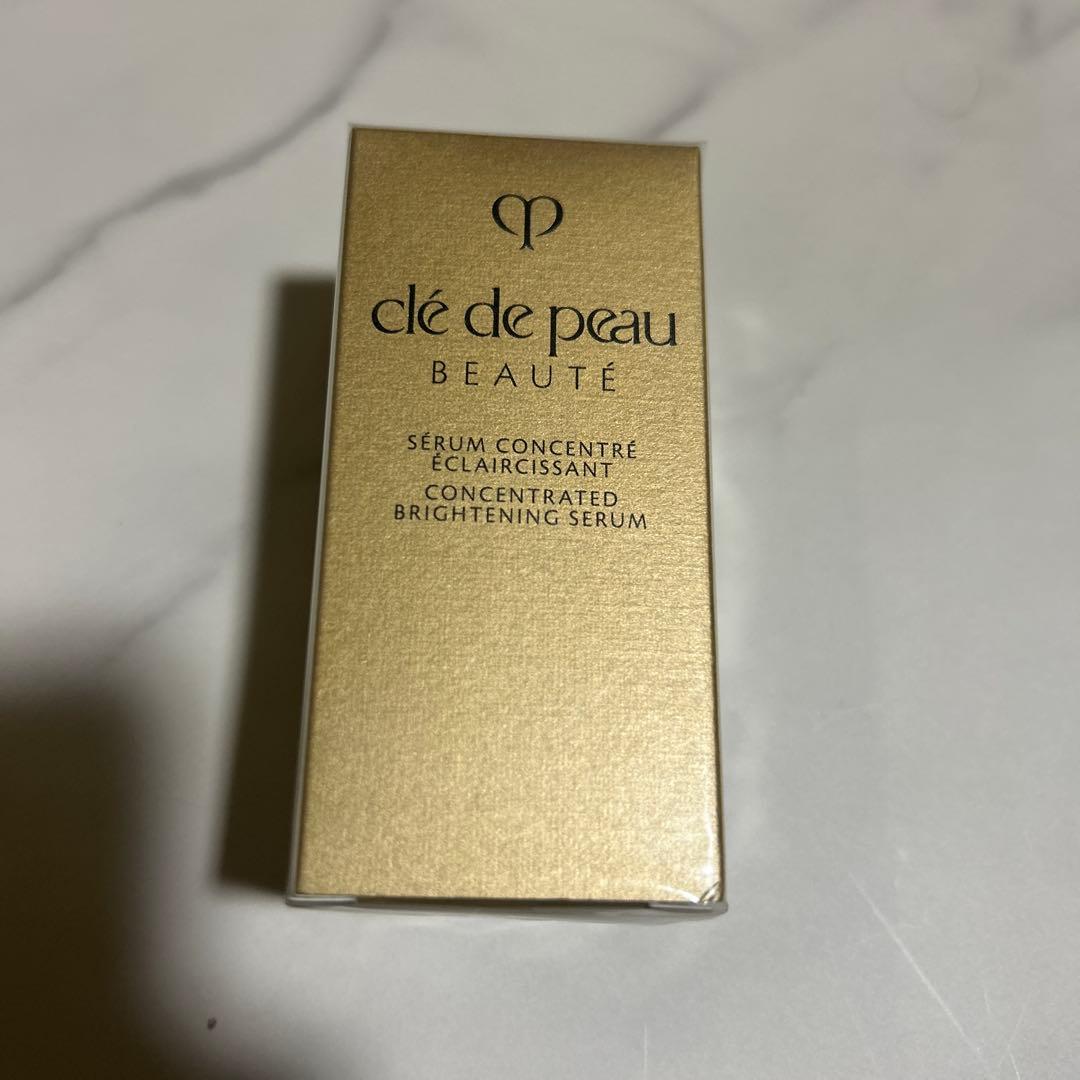 clé de peau
BEAUTÉ
SÉRUM CONCENTRÉ
ÉCLAIRCISSANT
CONCENTRATED
BRIGHTENING SERUM